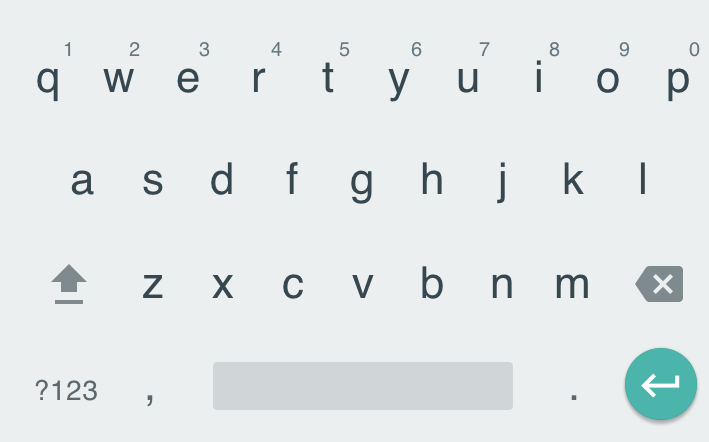 1 2 3 4 5 6 7 8 9 0
q w e r t y u i o p
a s d f g h j k l
z x c v b n m
?123 , .